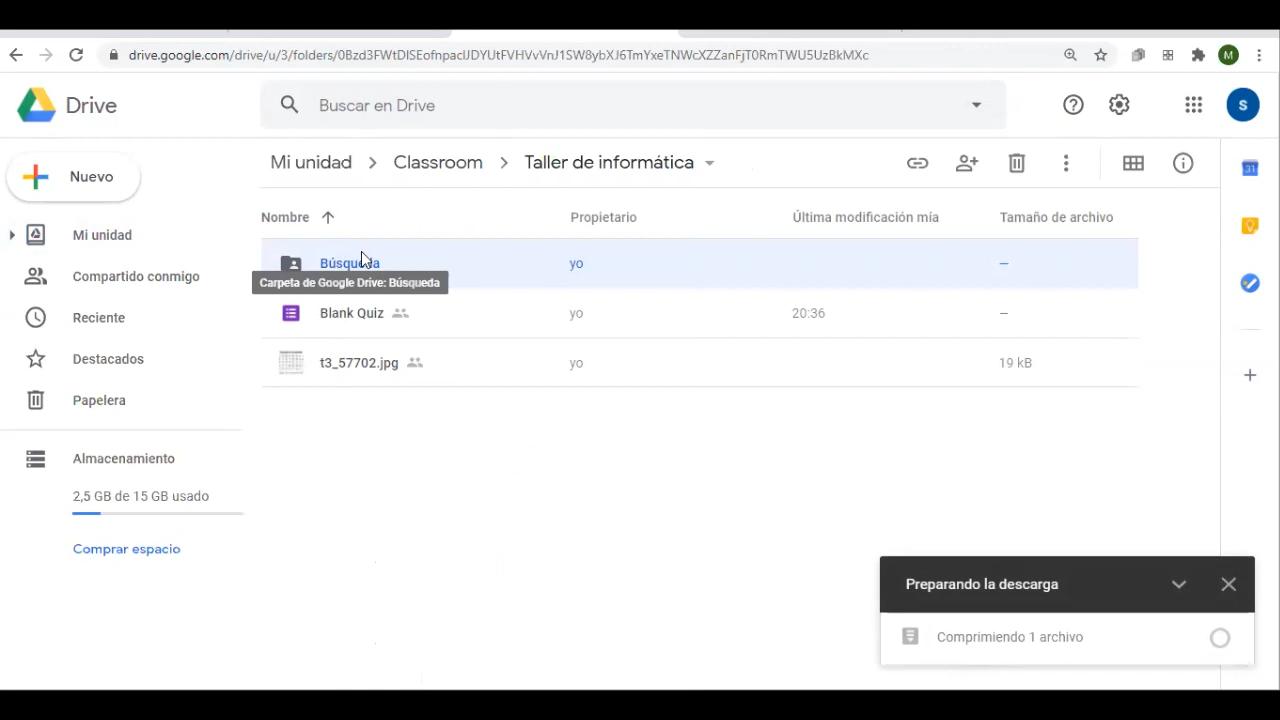 drive.google.com/drive/u/3/folders/0Bzd3FWtDlSEofnpaclJDYUtFVHVvVnJ1SW8ybXJ6TmYxeTNWcXZZanFjT0RmTWU5UzBkMXc
M
Drive
Buscar en Drive
S
Nuevo
Mi unidad > Classroom > Taller de informática
31
Nombre Propietario Última modificación mía Tamaño de archivo
Mi unidad
Búsqueda yo –
Compartido conmigo
Carpeta de Google Drive: Búsqueda
Reciente
Blank Quiz yo 20:36 –
Destacados
t3_57702.jpg yo 19 kB
Papelera
Almacenamiento
2,5 GB de 15 GB usado
Comprar espacio
Preparando la descarga
Comprimiendo 1 archivo